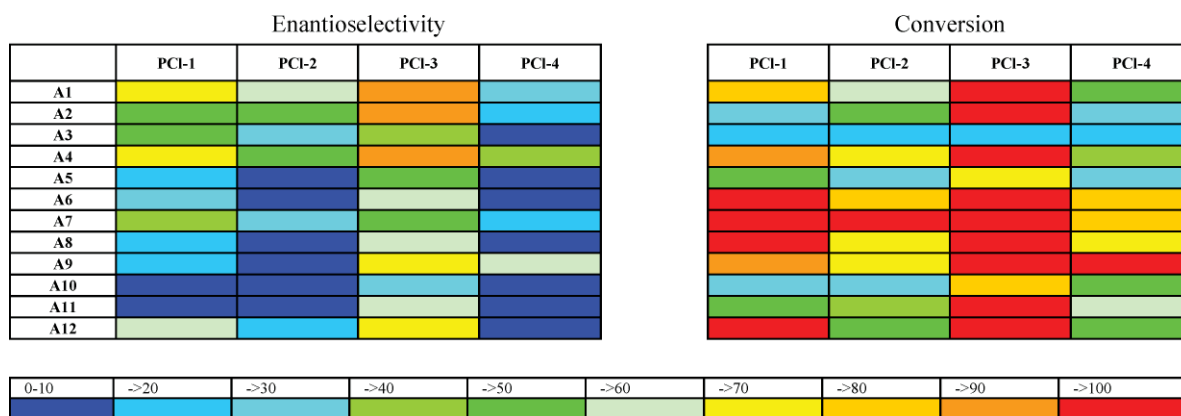 Enantioselectivity Conversion
PCl-1 PCl-2 PCl-3 PCl-4 PCl-1 PCl-2 PCl-3 PCl-4
A1
A2
A3
A4
A5
A6
A7
A8
A9
A10
A11
A12
0-10 ->20 ->30 ->40 ->50 ->60 ->70 ->80 ->90 ->100